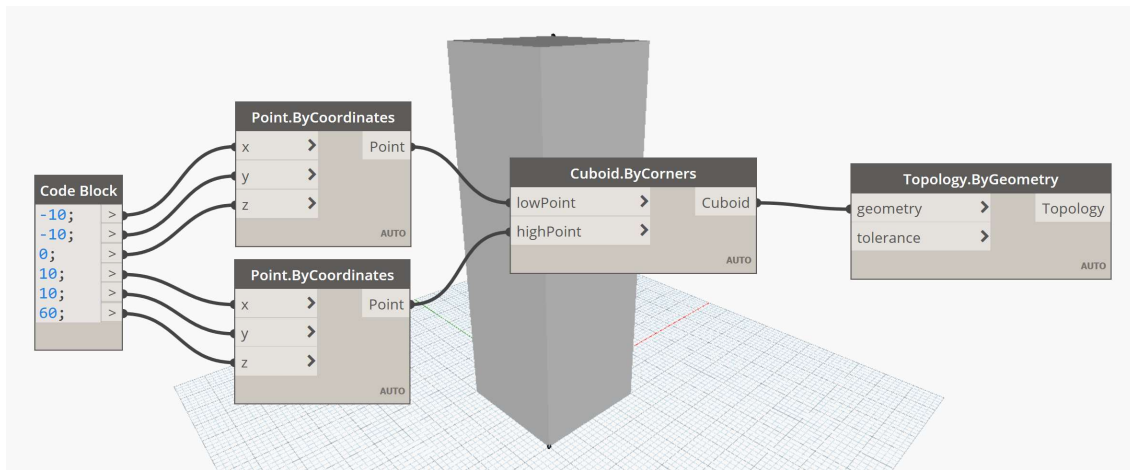 Code Block
-10; >
-10; >
0; >
10; >
10; >
60; >
Point.ByCoordinates
x > Point
y >
z >
AUTO
Point.ByCoordinates
x > Point
y >
z >
AUTO
Cuboid.ByCorners
lowPoint > Cuboid
highPoint >
AUTO
Topology.ByGeometry
geometry > Topology
tolerance >
AUTO